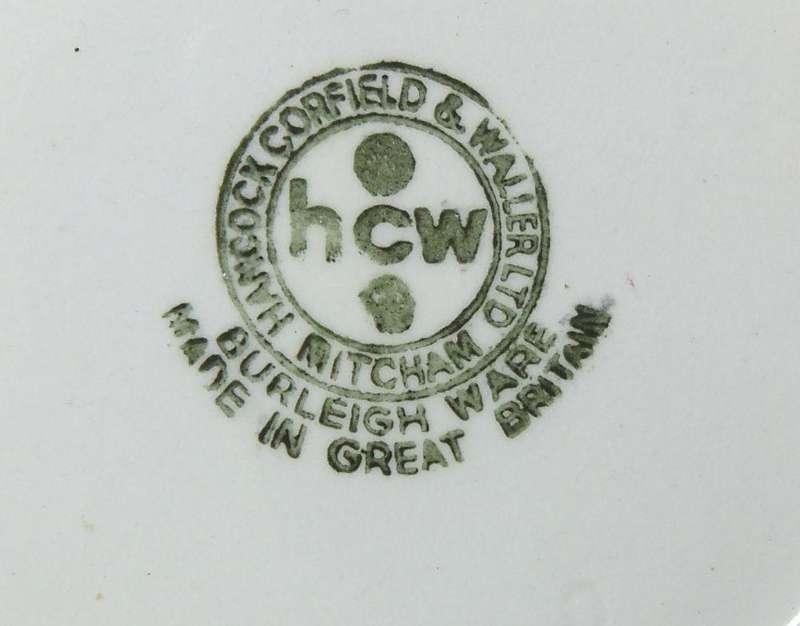 HANCOCK CORFIELD & WALLER LTD
MITCHAM
hcw
BURLEIGH WARE
MADE IN GREAT BRITAIN